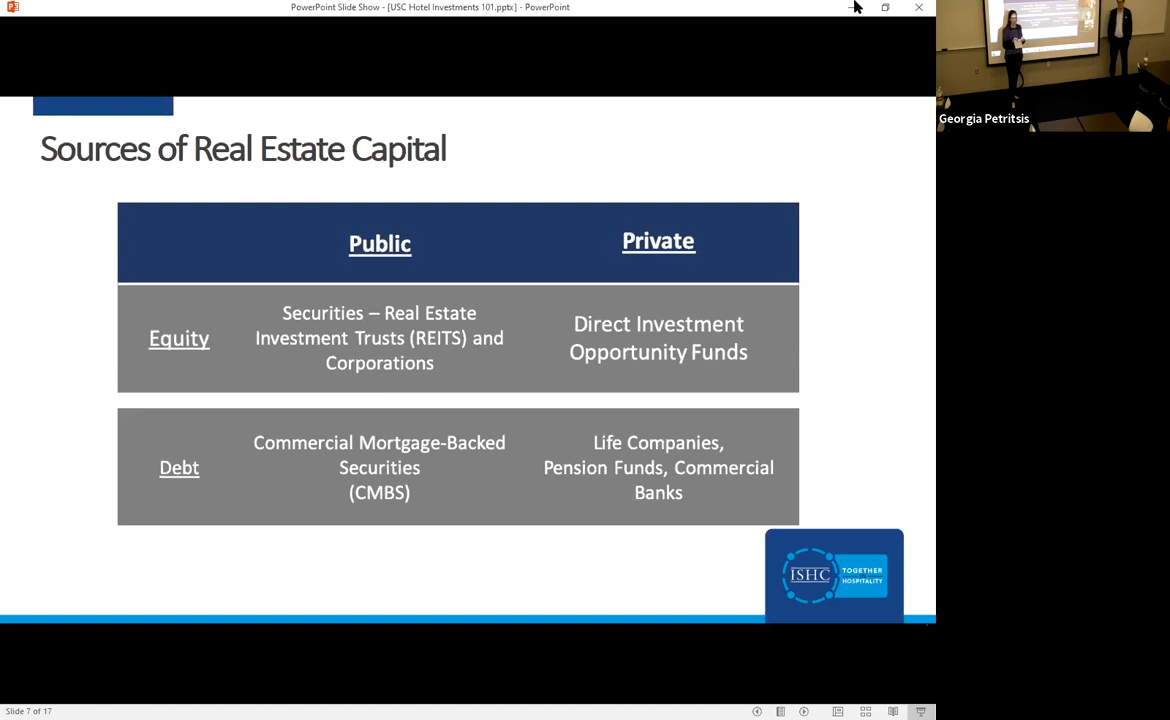 PowerPoint Slide Show - [USC Hotel Investments 101.pptx] - PowerPoint
Georgia Petritsis
Sources of Real Estate Capital
Public
Private
Equity
Securities – Real Estate
Investment Trusts (REITS) and
Corporations
Direct Investment
Opportunity Funds
Debt
Commercial Mortgage-Backed
Securities
(CMBS)
Life Companies,
Pension Funds, Commercial
Banks
ISHC
TOGETHER
HOSPITALITY
Slide 7 of 17